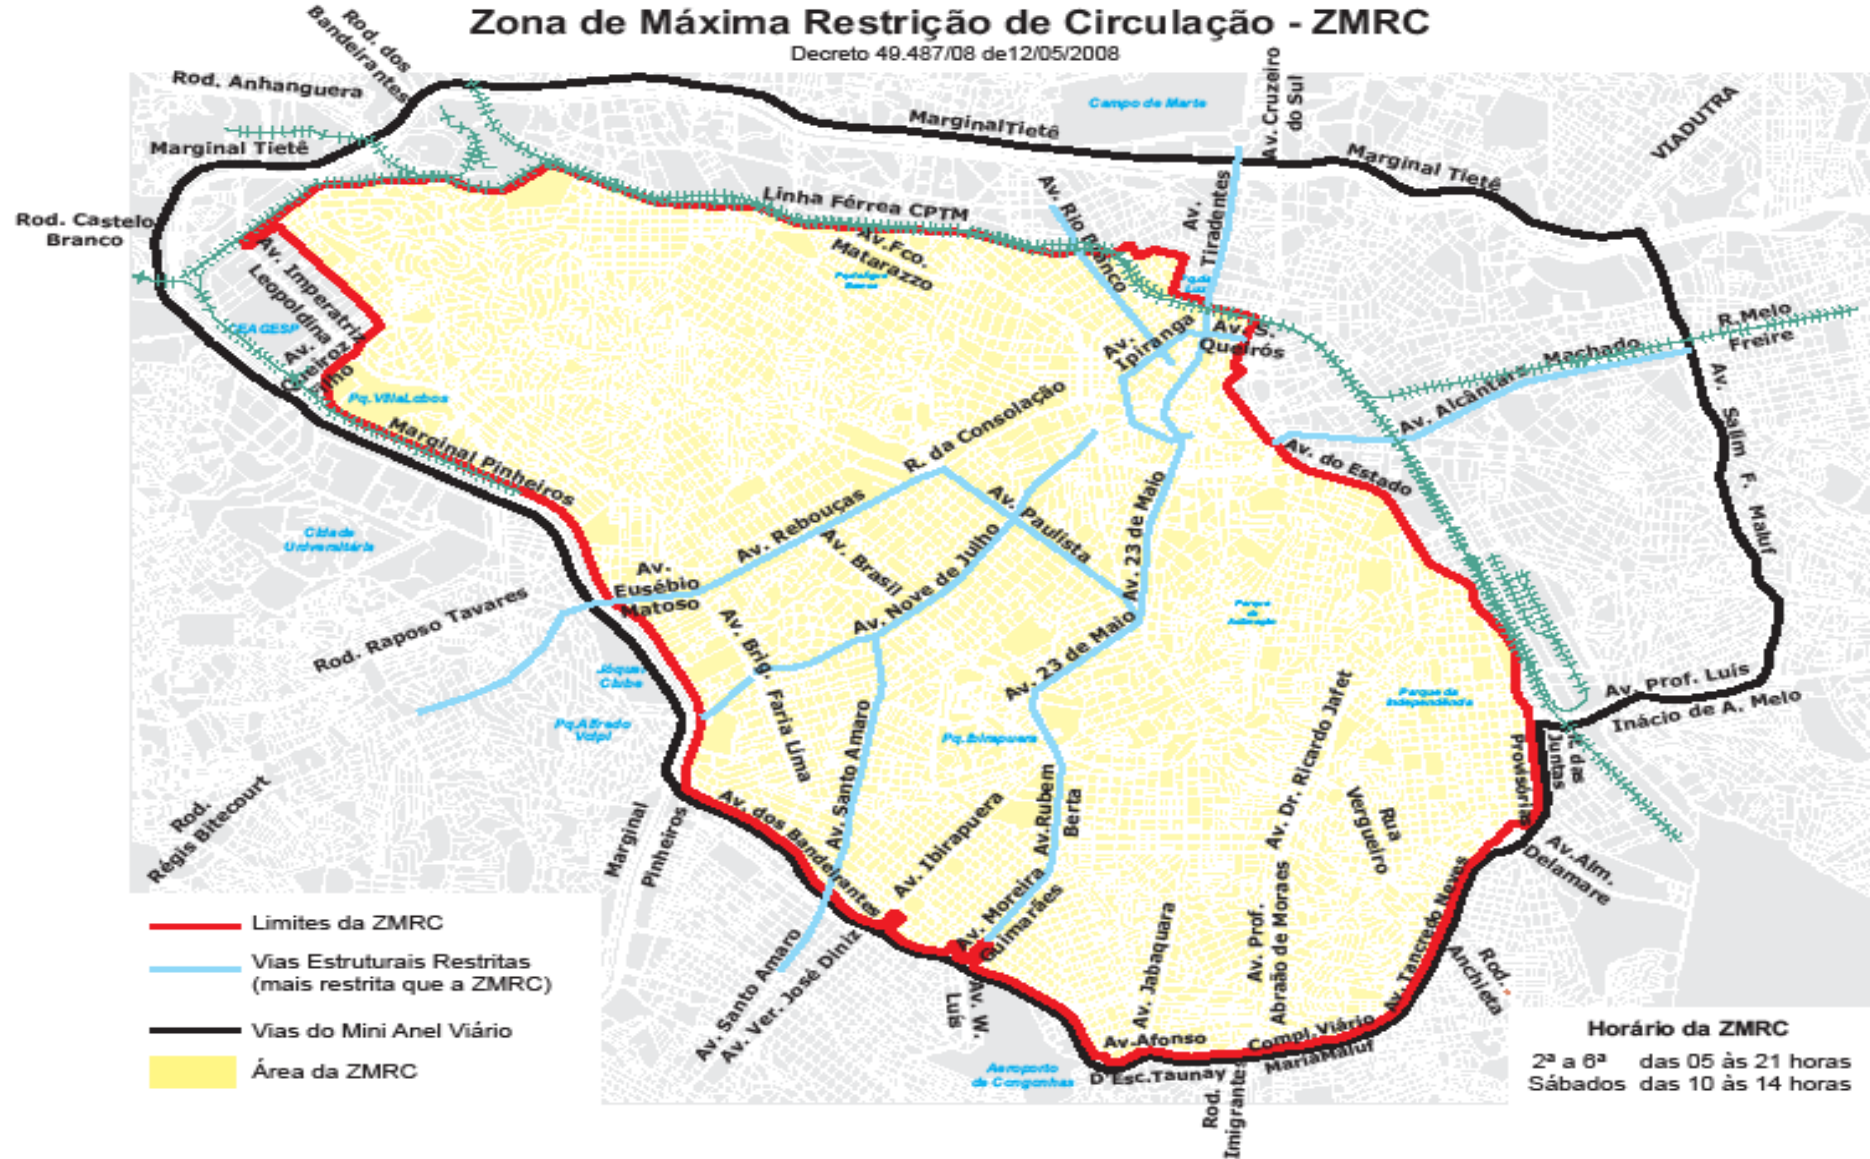 Zona de Máxima Restrição de Circulação - ZMRC
Decreto 49.487/08 de12/05/2008
Rod. dos
Bandeirantes
Rod. Anhanguera
Marginal Tietê
Rod. Castelo
Branco
Campo de Marte
MarginalTietê
Av. Cruzeiro
do Sul
Marginal Tietê
VIADUTRA
Linha Férrea CPTM
Av.Fco.
Matarazzo
Av. Rio Branco
Av.
Tiradentes
Av. Imperatriz
Leopoldina
CEAGESP
Av.
Queiroz
Filho
Pq.VillaLobos
Marginal Pinheiros
Av.
Ipiranga
Av. S.
Queirós
R.Melo
Freire
Av. Alcântara
Machado
Av. Salim F. Maluf
R. da Consolação
Av. do Estado
Cidade
Universitária
Av. Rebouças
Av. Brasil
Av. Paulista
Av. Nove de Julho
Av. 23 de Maio
Av.
Eusébio
Matoso
Rod. Raposo Tavares
Av. Brig. Faria Lima
Av. 23 de Maio
Parque
da
Aclimação
Jóquei
Clube
Pq.Alfredo
Volpi
Av. Santo Amaro
Pq.Ibirapuera
Parque da
Independência
Av. Dr. Ricardo Jafet
Av. Prof. Luís
Inácio de A. Melo
R. das
Juntas
Provisórias
Rod.
Régis Bitecourt
Marginal
Pinheiros
Av. dos Bandeirantes
Av. Ibirapuera
Av.Rubem
Berta
Rua
Vergueiro
Av.Alm.
Delamare
Av. Moreira
Guimarães
Av. Jabaquara
Av. Prof.
Abraão de Moraes
Av. Tancredo Neves
Rod.
Anchieta
Av. Santo Amaro
Av. Ver. José Diniz
Av. W.
Luís
Aeroporto
de Congonhas
Av.Afonso
D'Esc.Taunay
Compl.Viário
MariaMaluf
Rod.
Imigrantes
Limites da ZMRC
Vias Estruturais Restritas
(mais restrita que a ZMRC)
Vias do Mini Anel Viário
Área da ZMRC
Horário da ZMRC
2ª a 6ª das 05 às 21 horas
Sábados das 10 às 14 horas